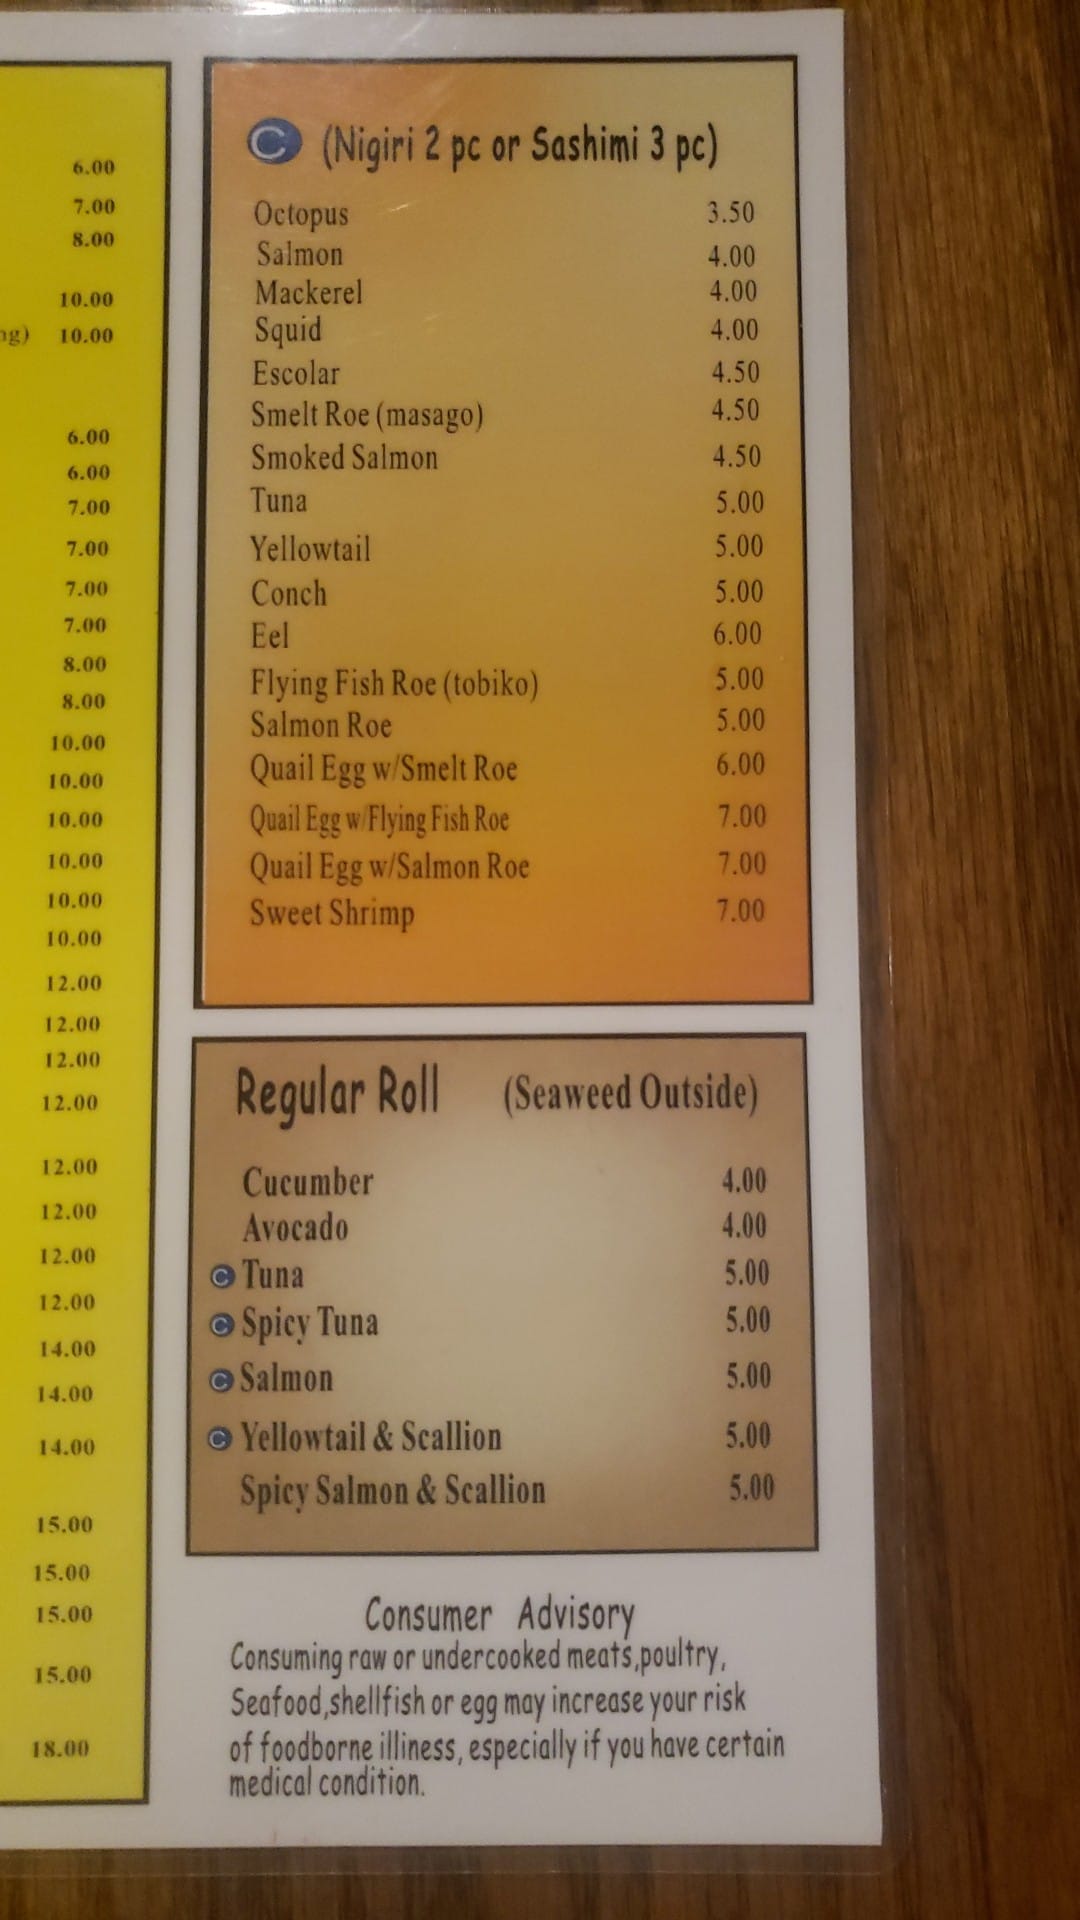 6.00
7.00
8.00
10.00
10.00
6.00
6.00
7.00
7.00
7.00
7.00
8.00
8.00
10.00
10.00
10.00
10.00
10.00
10.00
12.00
12.00
12.00
12.00
12.00
12.00
12.00
12.00
14.00
14.00
14.00
15.00
15.00
15.00
15.00
18.00
C (Nigiri 2 pc or Sashimi 3 pc)
Octopus 3.50
Salmon 4.00
Mackerel 4.00
Squid 4.00
Escolar 4.50
Smelt Roe (masago) 4.50
Smoked Salmon 4.50
Tuna 5.00
Yellowtail 5.00
Conch 5.00
Eel 6.00
Flying Fish Roe (tobiko) 5.00
Salmon Roe 5.00
Quail Egg w/Smelt Roe 6.00
Quail Egg w/Flying Fish Roe 7.00
Quail Egg w/Salmon Roe 7.00
Sweet Shrimp 7.00
Regular Roll (Seaweed Outside)
Cucumber 4.00
Avocado 4.00
C Tuna 5.00
C Spicy Tuna 5.00
C Salmon 5.00
C Yellowtail & Scallion 5.00
Spicy Salmon & Scallion 5.00
Consumer Advisory
Consuming raw or undercooked meats,poultry,
Seafood,shellfish or egg may increase your risk
of foodborne illiness, especially if you have certain
medical condition.